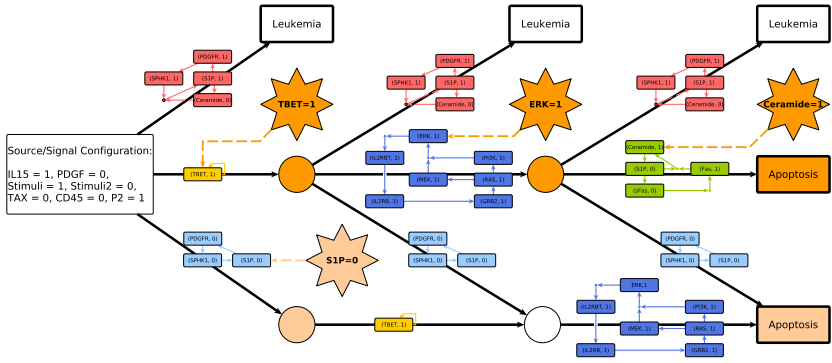 Leukemia
Leukemia
Leukemia
(PDGFR, 1)
(SPHK1, 1)
(S1P, 1)
(Ceramide, 0)
TBET=1
(PDGFR, 1)
(SPHK1, 1)
(S1P, 1)
(Ceramide, 0)
ERK=1
(PDGFR, 1)
(SPHK1, 1)
(S1P, 1)
(Ceramide, 0)
Ceramide=1
Source/Signal Configuration:
IL15 = 1, PDGF = 0,
Stimuli = 1, Stimuli2 = 0,
TAX = 0, CD45 = 0, P2 = 1
(TBET, 1)
(ERK, 1)
(IL2RBT, 1)
(PI3K, 1)
(MEK, 1)
(RAS, 1)
(IL2RB, 1)
(GRB2, 1)
(Ceramide, 1)
(S1P, 0)
(Fas, 1)
(sFas, 0)
Apoptosis
(PDGFR, 0)
(SPHK1, 0)
(S1P, 0)
S1P=0
(PDGFR, 0)
(SPHK1, 0)
(S1P, 0)
(PDGFR, 0)
(SPHK1, 0)
(S1P, 0)
(TBET, 1)
ERK,1
(IL2RBT, 1)
(PI3K, 1)
(MEK, 1)
(RAS, 1)
(IL2RB, 1)
(GRB2, 1)
Apoptosis